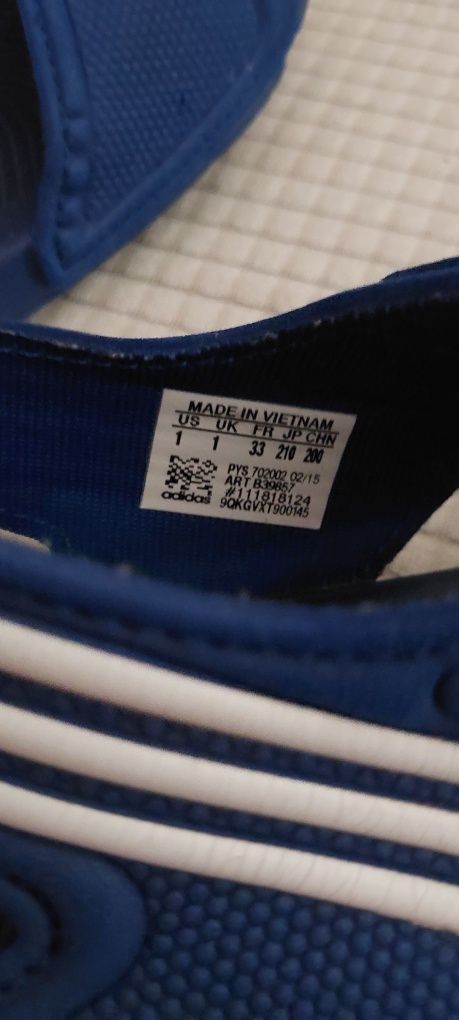 MADE IN VIETNAM
US UK FR JP CHN
1 1 33 210 200
PYS 702002 02/15
ART B39857
#111818124
adidas 9QKGVXT900145